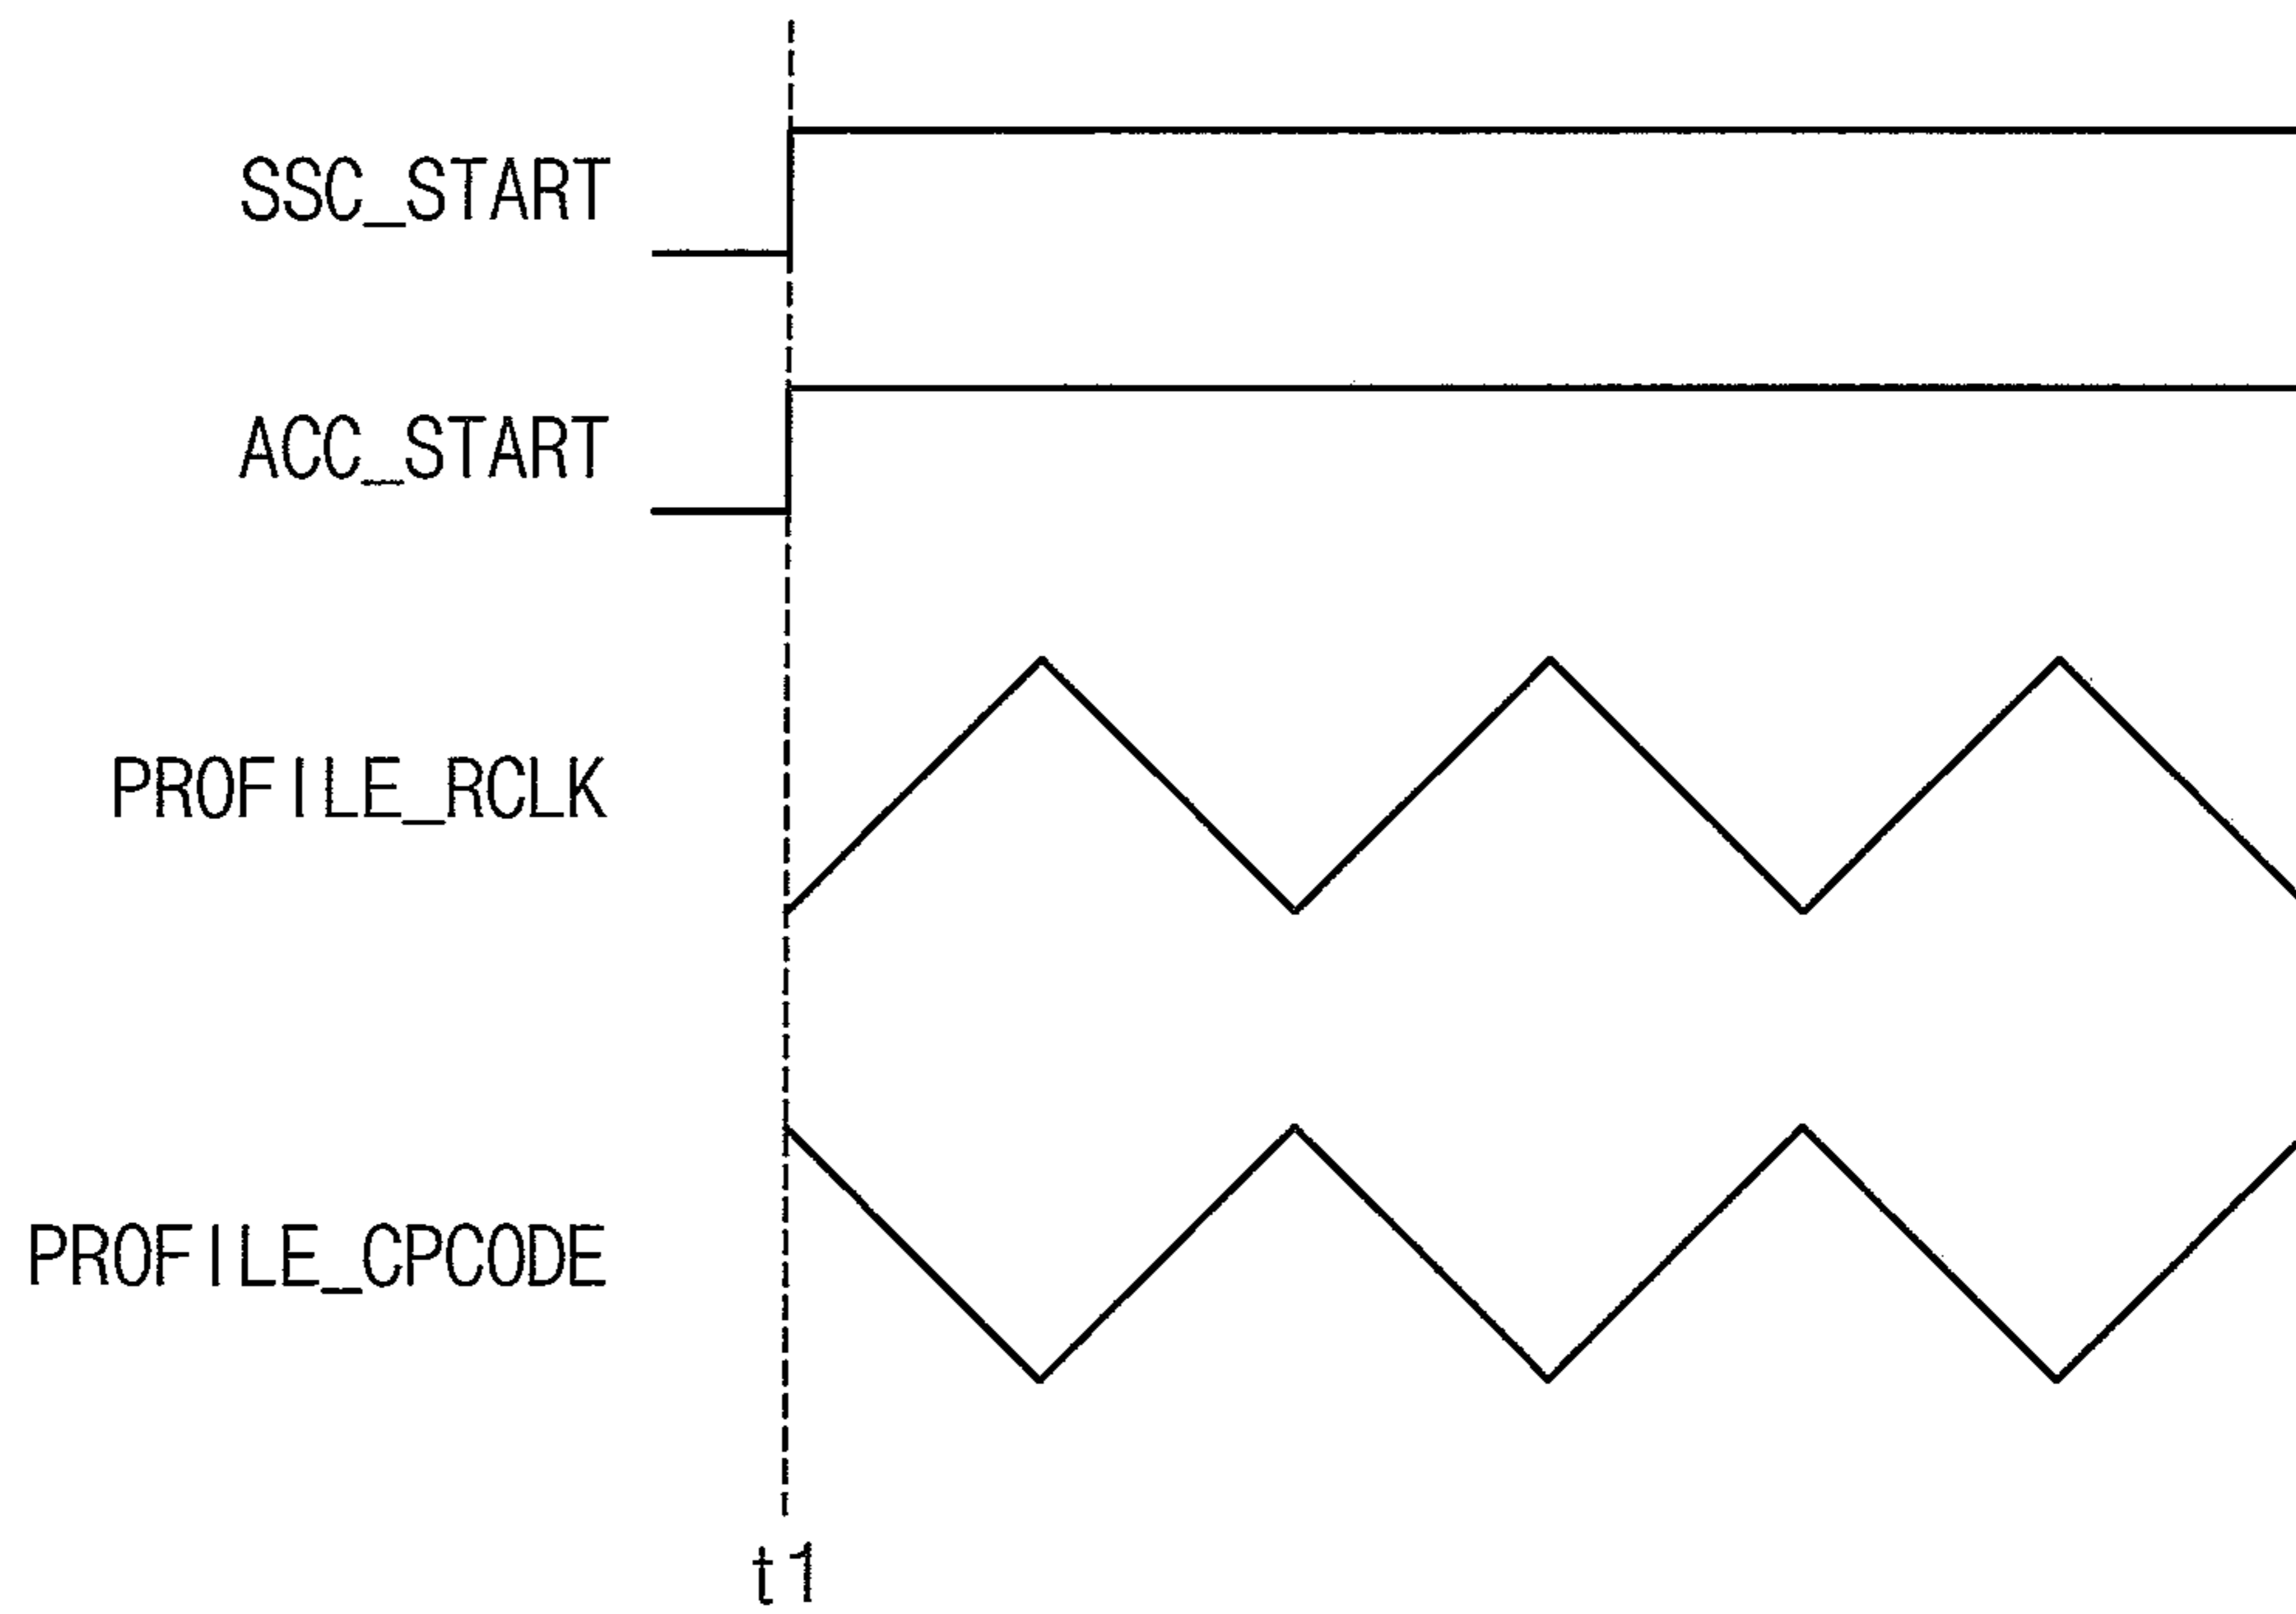 SSC_START
ACC_START
PROFILE_RCLK
PROFILE_CPCODE
t1